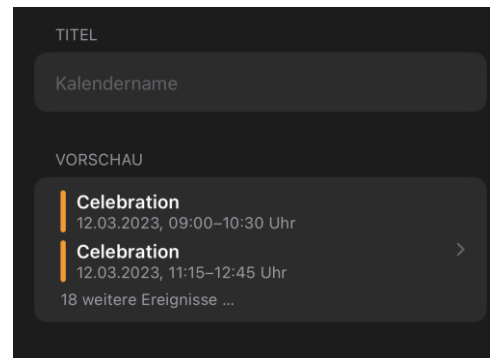 TITEL
Kalendername
VORSCHAU
Celebration
12.03.2023, 09:00–10:30 Uhr
Celebration
12.03.2023, 11:15–12:45 Uhr
18 weitere Ereignisse ...